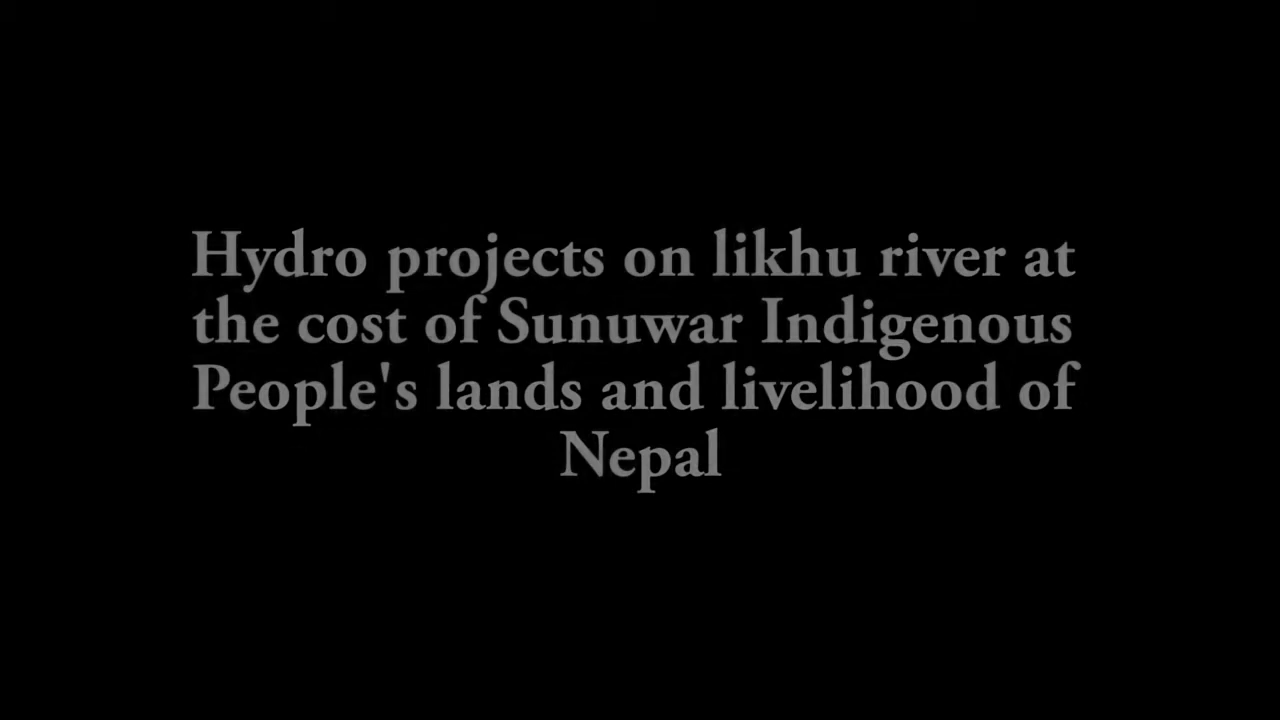 Hydro projects on likhu river at
the cost of Sunuwar Indigenous
People's lands and livelihood of
Nepal